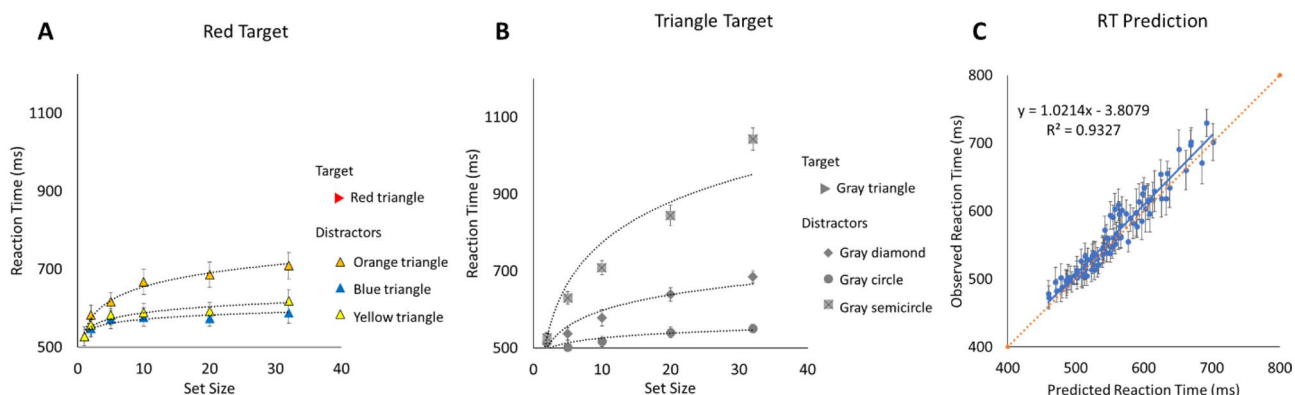 A
Red Target
Reaction Time (ms)
1100
900
700
500
0
10
20
30
40
Set Size
Target
Red triangle
Distractors
Orange triangle
Blue triangle
Yellow triangle
B
Triangle Target
Reaction Time (ms)
1100
900
700
500
0
10
20
30
40
Set Size
Target
Gray triangle
Distractors
Gray diamond
Gray circle
Gray semicircle
C
RT Prediction
Observed Reaction Time (ms)
800
700
600
500
400
y = 1.0214x - 3.8079
R² = 0.9327
400
500
600
700
800
Predicted Reaction Time (ms)